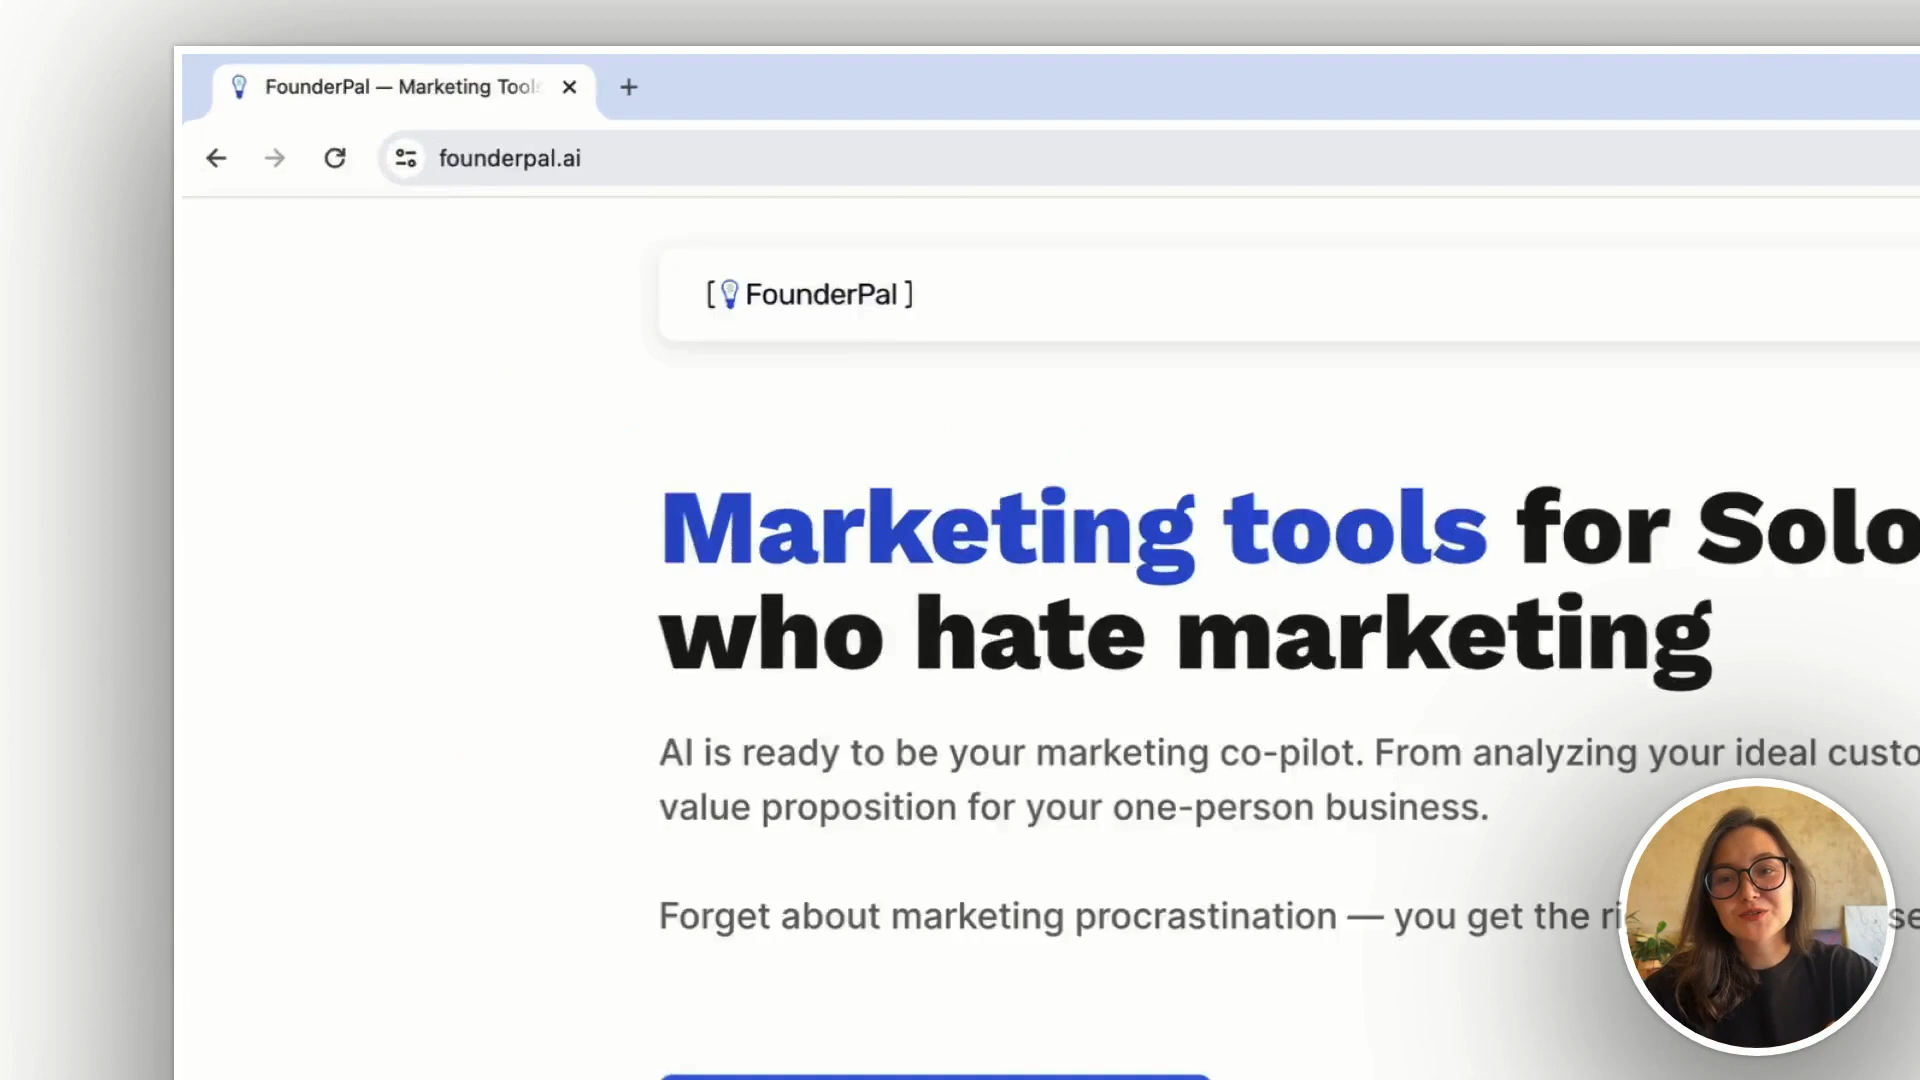 FounderPal — Marketing Tools
founderpal.ai
[FounderPal]
Marketing tools for Solo
who hate marketing
AI is ready to be your marketing co-pilot. From analyzing your ideal custo
value proposition for your one-person business.
Forget about marketing procrastination — you get the ri